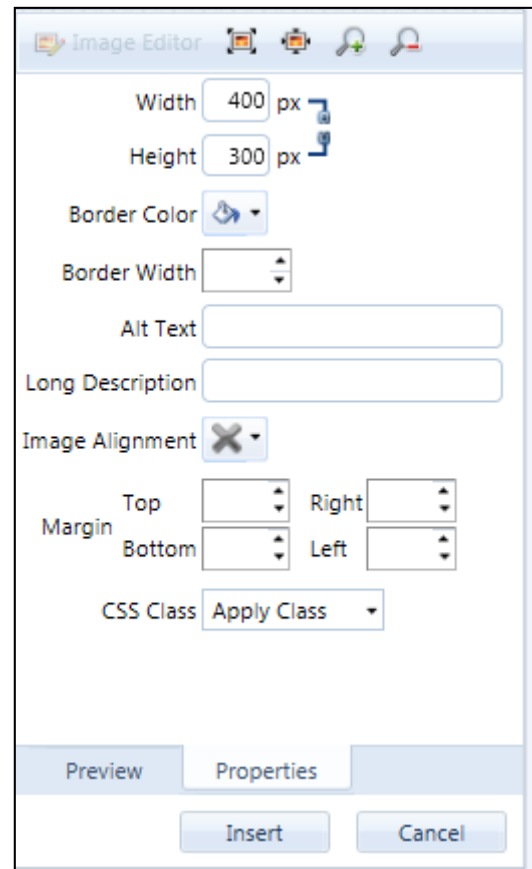 Image Editor
Width 400 px
Height 300 px
Border Color
Border Width
Alt Text
Long Description
Image Alignment
Margin
Top Right
Bottom Left
CSS Class Apply Class
Preview Properties
Insert Cancel